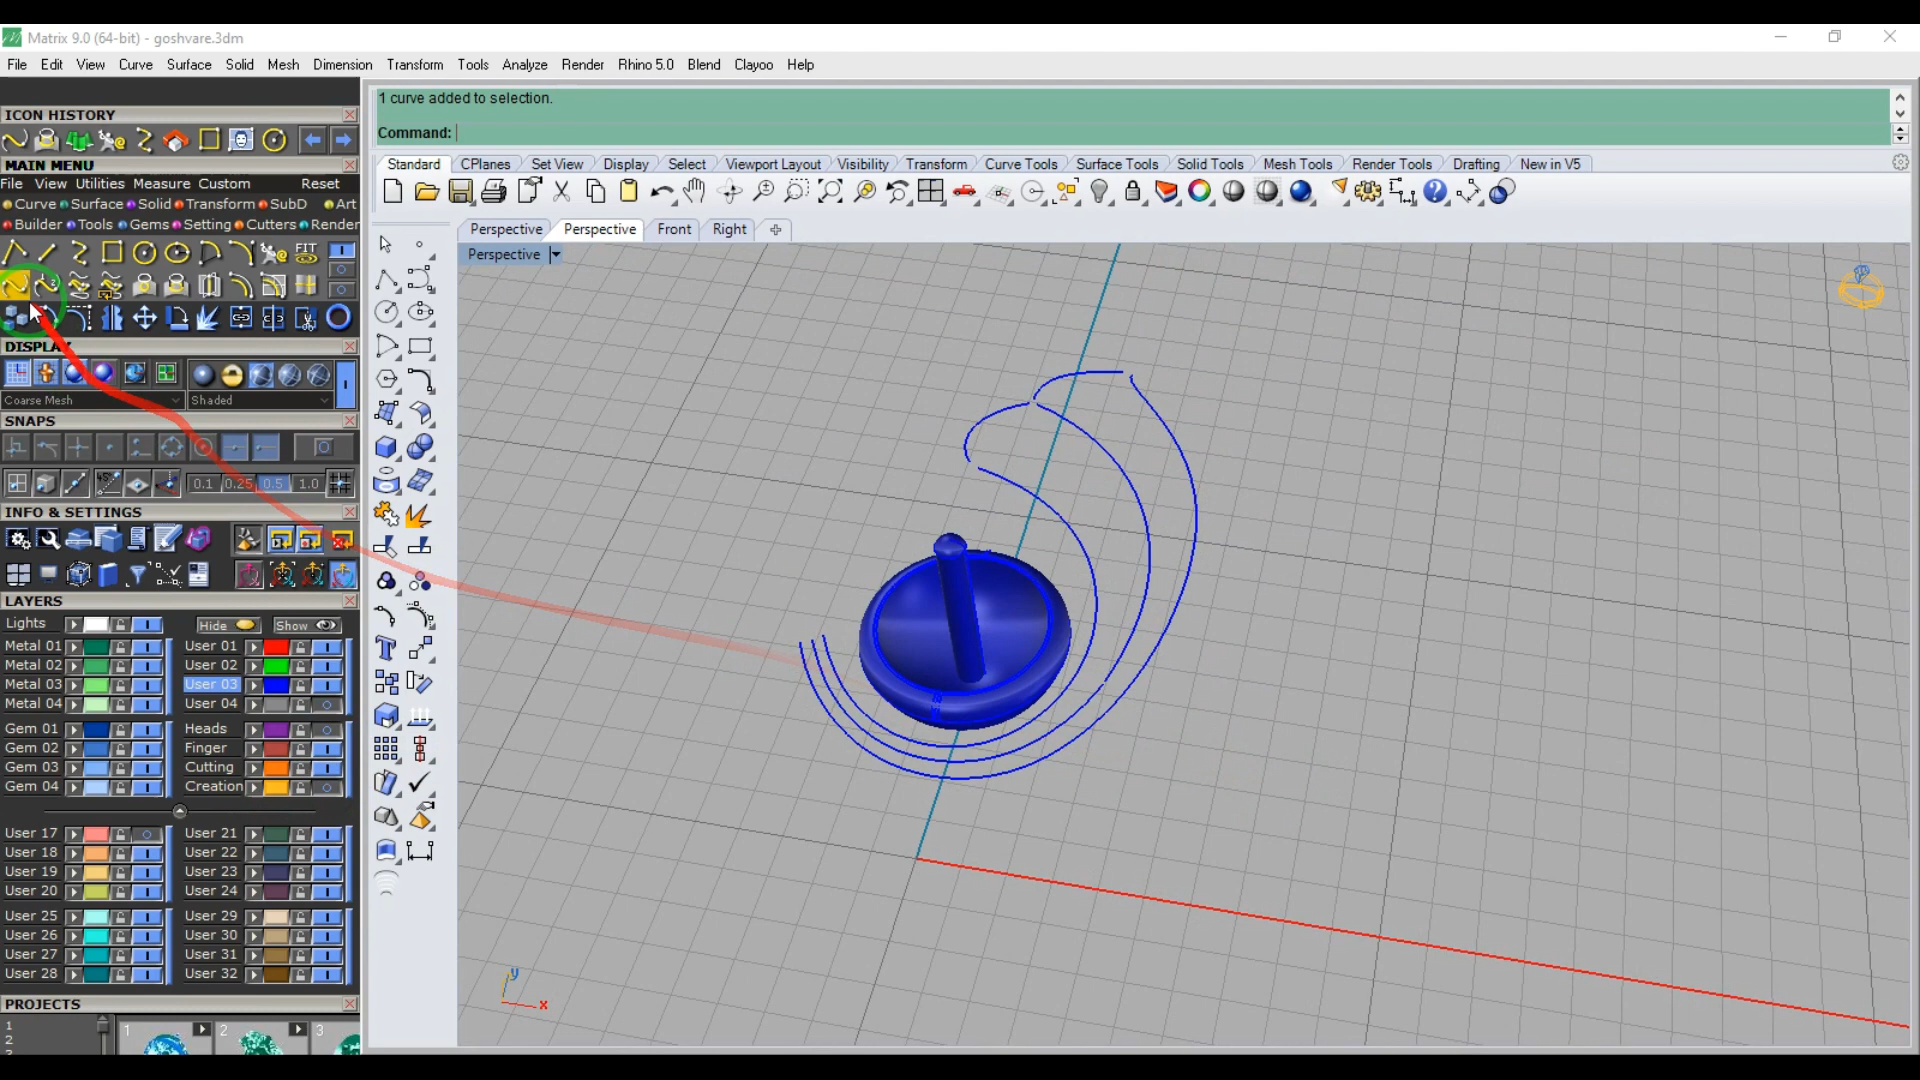 Matrix 9.0 (64-bit) - goshvare.3dm
File Edit View Curve Surface Solid Mesh Dimension Transform Tools Analyze Render Rhino 5.0 Blend Clayoo Help
ICON HISTORY
MAIN MENU
File View Utilities Measure Custom Reset
Curve Surface Solid Transform SubD Art
Builder Tools Gems Setting Cutters Render
FIT
DISPLAY
Coarse Mesh Shaded
SNAPS
45°
0.1 0.25 0.5 1.0
INFO & SETTINGS
LAYERS
Lights Hide Show
Metal 01 User 01
Metal 02 User 02
Metal 03 User 03
Metal 04 User 04
Gem 01 Heads
Gem 02 Finger
Gem 03 Cutting
Gem 04 Creation
User 17 User 21
User 18 User 22
User 19 User 23
User 20 User 24
User 25 User 29
User 26 User 30
User 27 User 31
User 28 User 32
PROJECTS
1 1 2 3
2
1 curve added to selection.
Command:
Standard CPlanes Set View Display Select Viewport Layout Visibility Transform Curve Tools Surface Tools Solid Tools Mesh Tools Render Tools Drafting New in V5
Perspective Perspective Front Right
Perspective
y
x